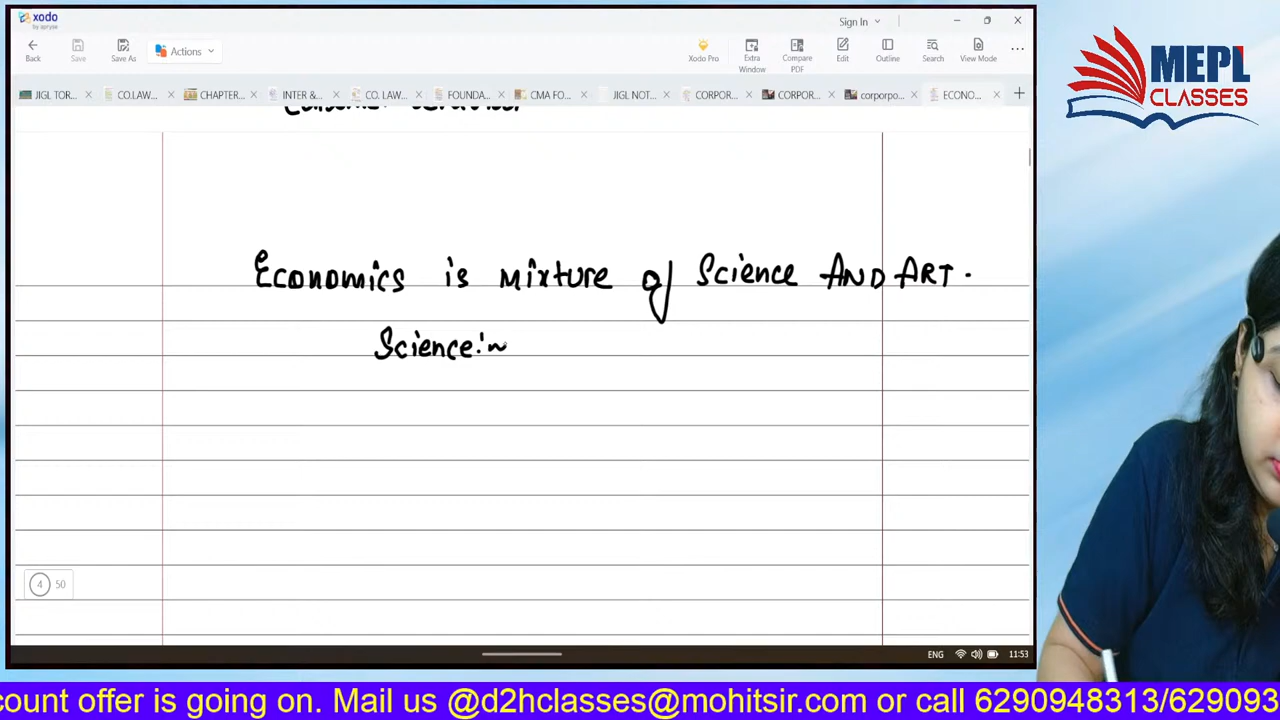 xodo
by apryse
Sign In
Back
Save
Save As
Actions
Xodo Pro
Extra Window
Compare PDF
Edit
Outline
Search
View Mode
JIGL TOR...
CO.LAW...
CHAPTER...
INTER &...
CO. LAW...
FOUNDA...
CMA FO...
JIGL NOT...
CORPOR...
CORPOR...
corporpo...
ECONO...
MEPL
CLASSES
Economics is mixture of Science AND ART.
Science:~
4 50
ENG
11:53
count offer is going on. Mail us @d2hclasses@mohitsir.com or call 6290948313/629093